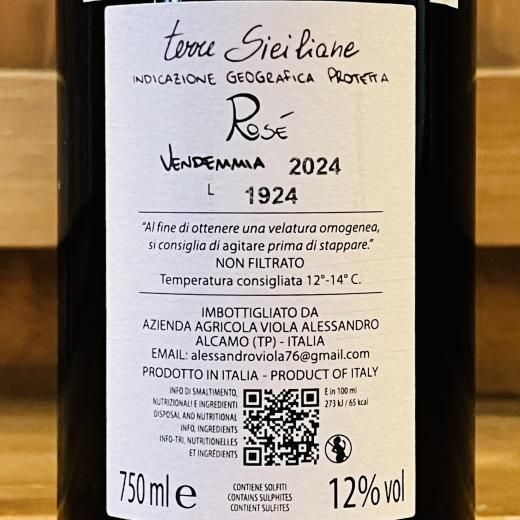 terre Siciliane
INDICAZIONE GEOGRAFICA PROTETTA
ROSÉ
VENDEMMIA 2024
L 1924
"Al fine di ottenere una velatura omogenea,
si consiglia di agitare prima di stappare."
NON FILTRATO
Temperatura consigliata 12°-14° C.
IMBOTTIGLIATO DA
AZIENDA AGRICOLA VIOLA ALESSANDRO
ALCAMO (TP) - ITALIA
EMAIL: alessandroviola76@gmail.com
PRODOTTO IN ITALIA - PRODUCT OF ITALY
INFO DI SMALTIMENTO,
NUTRIZIONALI E INGREDIENTI
DISPOSAL AND NUTRITIONAL
INFO, INGREDIENTS
INFO-TRI, NUTRITIONELLES
ET INGRÉDIENTS
E in 100 ml
273 kJ / 65 kcal
750 ml e
CONTIENE SOLFITI
CONTAINS SULPHITES
CONTIENT SULFITES
12% vol